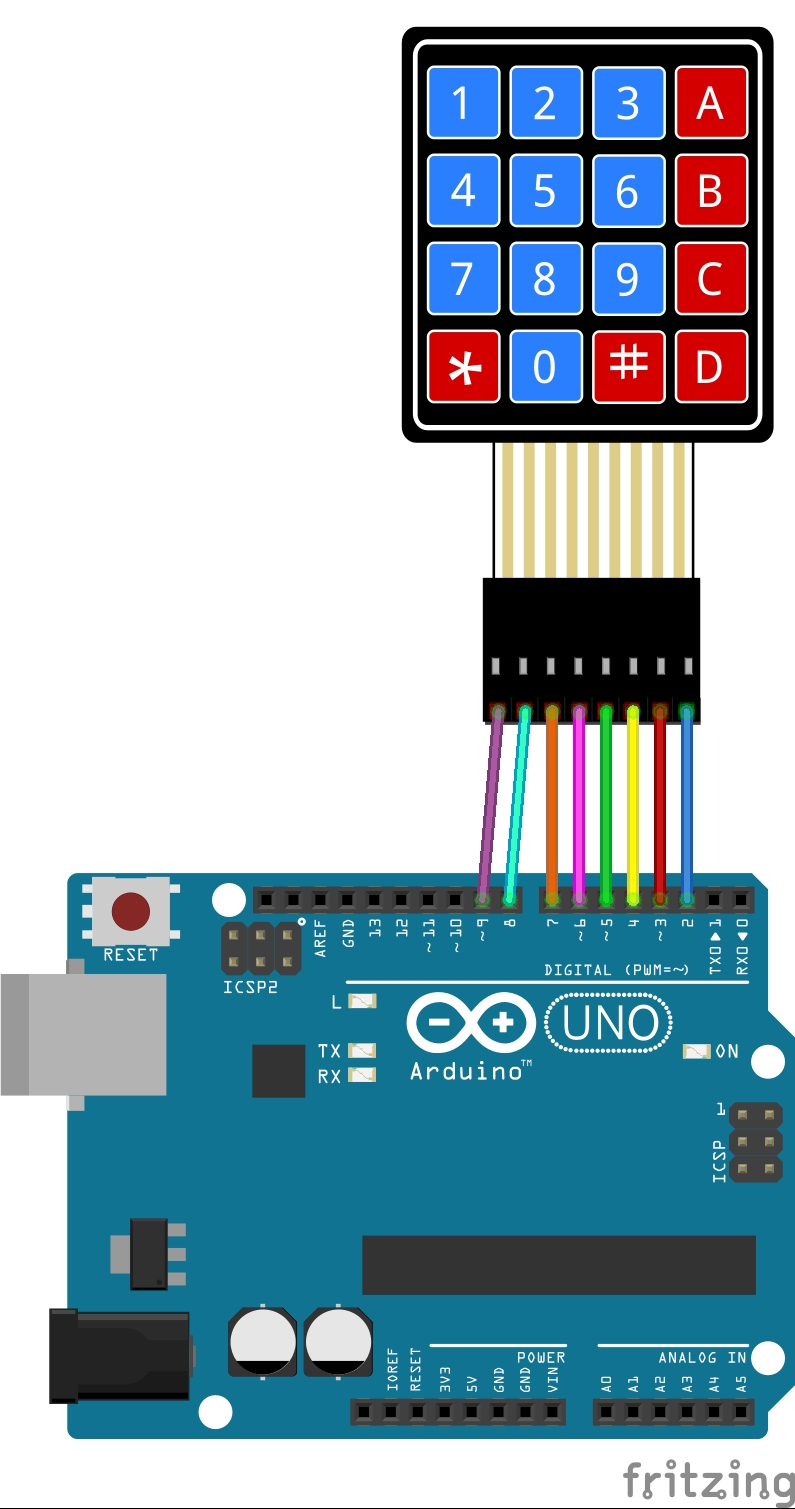 1 2 3 A
4 5 6 B
7 8 9 C
* 0 # D
RESET
AREF GND 13 12 ~11 ~10 ~9 8 7 ~6 ~5 4 ~3 2 TX0▶1 RX0◀0
ICSP2
DIGITAL (PWM=~)
L
UNO
TX
RX
Arduino™
ON
1
ICSP
POWER
ANALOG IN
IOREF RESET 3V3 5V GND GND VIN A0 A1 A2 A3 A4 A5
fritzing